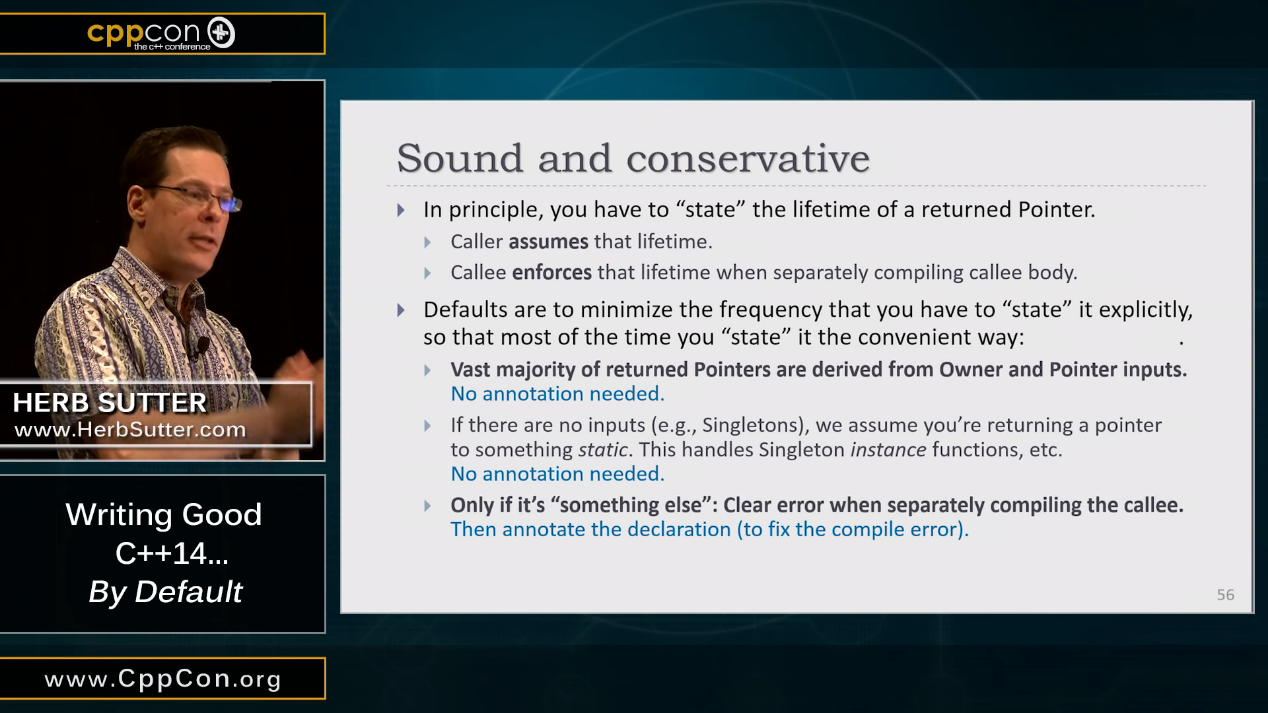 cppcon
the c++ conference
HERB SUTTER
www.HerbSutter.com
Writing Good
C++14...
By Default
www.CppCon.org
Sound and conservative
In principle, you have to “state” the lifetime of a returned Pointer.
Caller assumes that lifetime.
Callee enforces that lifetime when separately compiling callee body.
Defaults are to minimize the frequency that you have to “state” it explicitly,
so that most of the time you “state” it the convenient way: .
Vast majority of returned Pointers are derived from Owner and Pointer inputs.
No annotation needed.
If there are no inputs (e.g., Singletons), we assume you’re returning a pointer
to something static. This handles Singleton instance functions, etc.
No annotation needed.
Only if it’s “something else”: Clear error when separately compiling the callee.
Then annotate the declaration (to fix the compile error).
56